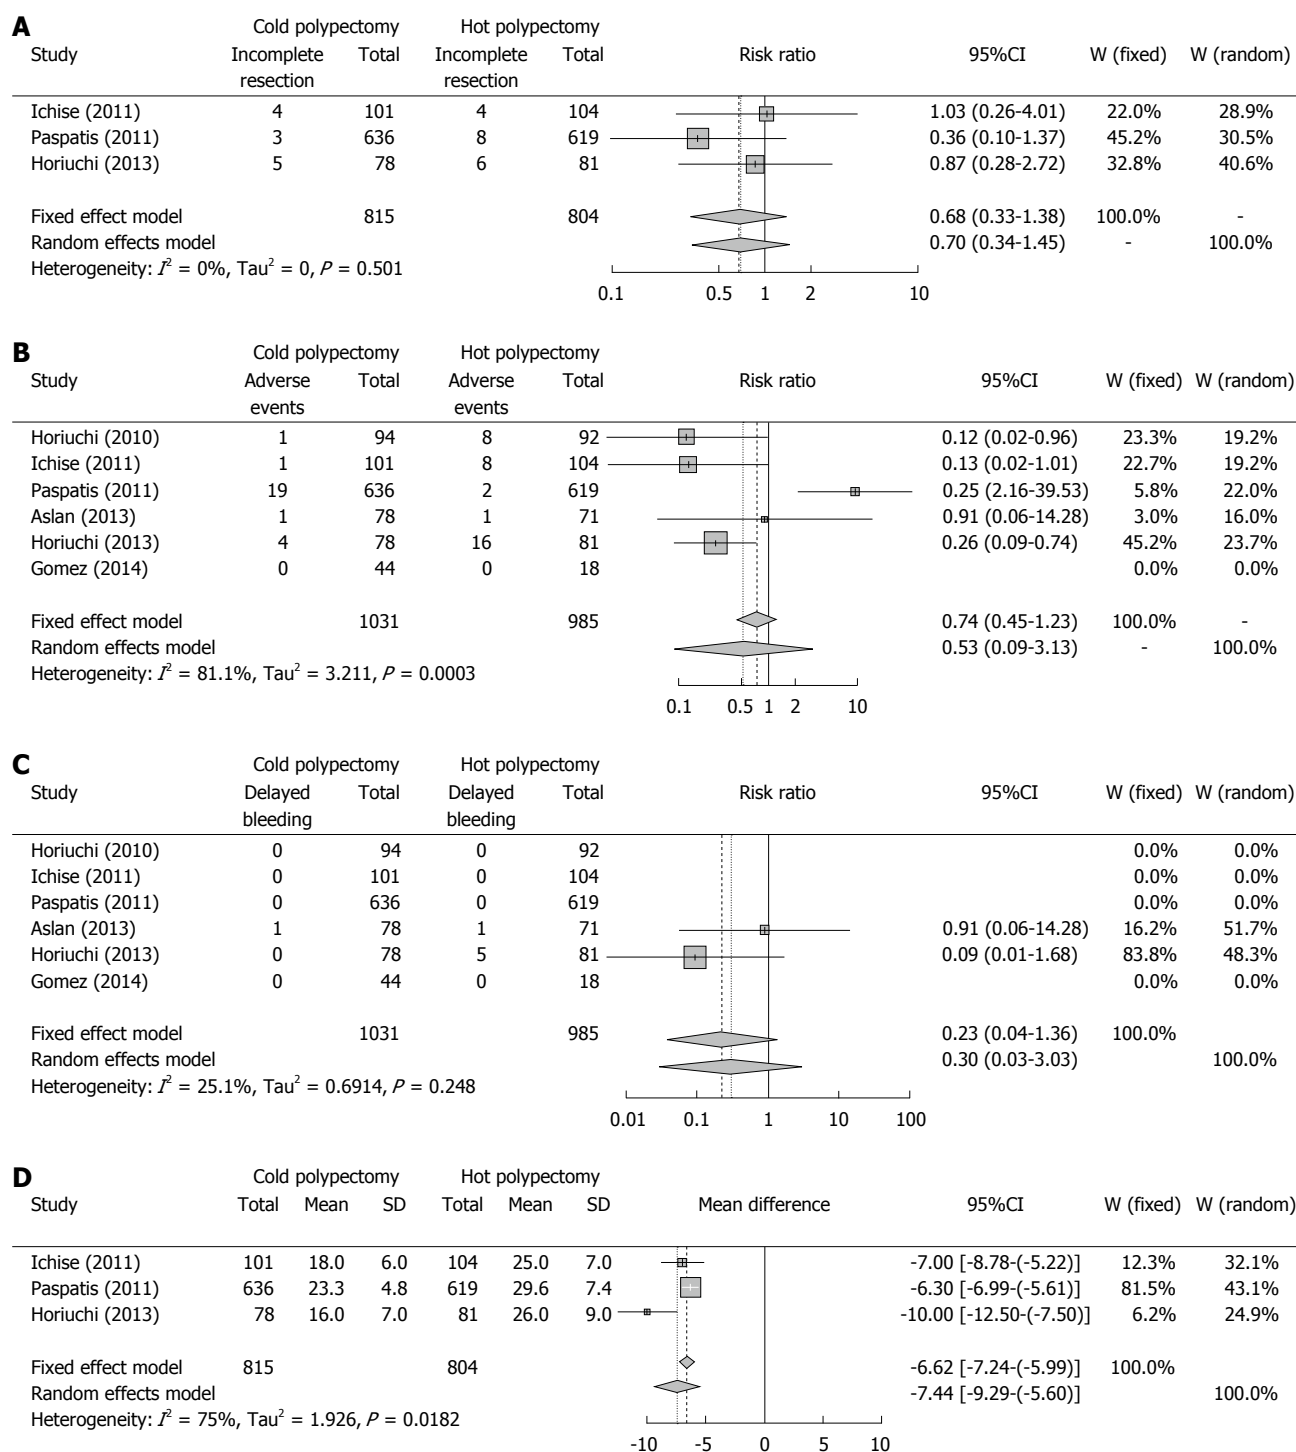 A
Cold polypectomy Hot polypectomy
Study Incomplete resection Total Incomplete resection Total Risk ratio 95%CI W (fixed) W (random)
Ichise (2011) 4 101 4 104 1.03 (0.26-4.01) 22.0% 28.9%
Paspatis (2011) 3 636 8 619 0.36 (0.10-1.37) 45.2% 30.5%
Horiuchi (2013) 5 78 6 81 0.87 (0.28-2.72) 32.8% 40.6%
Fixed effect model 815 804 0.68 (0.33-1.38) 100.0% -
Random effects model 0.70 (0.34-1.45) - 100.0%
Heterogeneity: I² = 0%, Tau² = 0, P = 0.501
0.1 0.5 1 2 10
B
Cold polypectomy Hot polypectomy
Study Adverse events Total Adverse events Total Risk ratio 95%CI W (fixed) W (random)
Horiuchi (2010) 1 94 8 92 0.12 (0.02-0.96) 23.3% 19.2%
Ichise (2011) 1 101 8 104 0.13 (0.02-1.01) 22.7% 19.2%
Paspatis (2011) 19 636 2 619 0.25 (2.16-39.53) 5.8% 22.0%
Aslan (2013) 1 78 1 71 0.91 (0.06-14.28) 3.0% 16.0%
Horiuchi (2013) 4 78 16 81 0.26 (0.09-0.74) 45.2% 23.7%
Gomez (2014) 0 44 0 18 0.0% 0.0%
Fixed effect model 1031 985 0.74 (0.45-1.23) 100.0% -
Random effects model 0.53 (0.09-3.13) - 100.0%
Heterogeneity: I² = 81.1%, Tau² = 3.211, P = 0.0003
0.1 0.5 1 2 10
C
Cold polypectomy Hot polypectomy
Study Delayed bleeding Total Delayed bleeding Total Risk ratio 95%CI W (fixed) W (random)
Horiuchi (2010) 0 94 0 92 0.0% 0.0%
Ichise (2011) 0 101 0 104 0.0% 0.0%
Paspatis (2011) 0 636 0 619 0.0% 0.0%
Aslan (2013) 1 78 1 71 0.91 (0.06-14.28) 16.2% 51.7%
Horiuchi (2013) 0 78 5 81 0.09 (0.01-1.68) 83.8% 48.3%
Gomez (2014) 0 44 0 18 0.0% 0.0%
Fixed effect model 1031 985 0.23 (0.04-1.36) 100.0%
Random effects model 0.30 (0.03-3.03) 100.0%
Heterogeneity: I² = 25.1%, Tau² = 0.6914, P = 0.248
0.01 0.1 1 10 100
D
Cold polypectomy Hot polypectomy
Study Total Mean SD Total Mean SD Mean difference 95%CI W (fixed) W (random)
Ichise (2011) 101 18.0 6.0 104 25.0 7.0 -7.00 [-8.78-(-5.22)] 12.3% 32.1%
Paspatis (2011) 636 23.3 4.8 619 29.6 7.4 -6.30 [-6.99-(-5.61)] 81.5% 43.1%
Horiuchi (2013) 78 16.0 7.0 81 26.0 9.0 -10.00 [-12.50-(-7.50)] 6.2% 24.9%
Fixed effect model 815 804 -6.62 [-7.24-(-5.99)] 100.0%
Random effects model -7.44 [-9.29-(-5.60)] 100.0%
Heterogeneity: I² = 75%, Tau² = 1.926, P = 0.0182
-10 -5 0 5 10